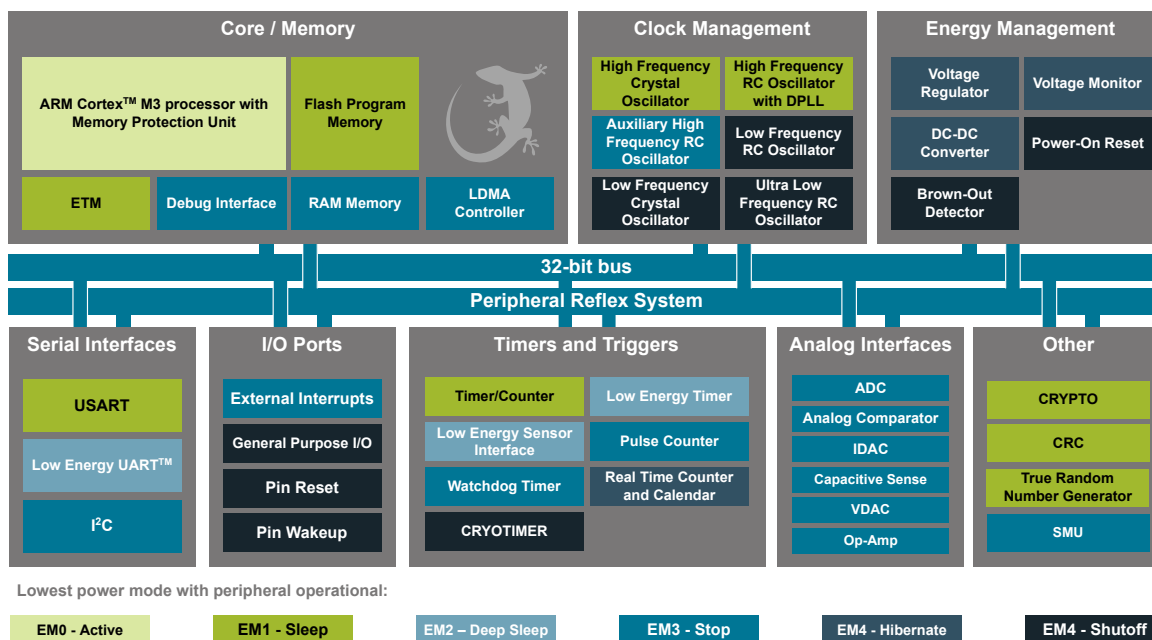 Core / Memory
ARM Cortex™ M3 processor with
Memory Protection Unit
Flash Program
Memory
ETM
Debug Interface
RAM Memory
LDMA
Controller
Clock Management
High Frequency
Crystal
Oscillator
High Frequency
RC Oscillator
with DPLL
Auxiliary High
Frequency RC
Oscillator
Low Frequency
RC Oscillator
Low Frequency
Crystal
Oscillator
Ultra Low
Frequency RC
Oscillator
Energy Management
Voltage
Regulator
Voltage Monitor
DC-DC
Converter
Power-On Reset
Brown-Out
Detector
32-bit bus
Peripheral Reflex System
Serial Interfaces
USART
Low Energy UART™
I²C
I/O Ports
External Interrupts
General Purpose I/O
Pin Reset
Pin Wakeup
Timers and Triggers
Timer/Counter
Low Energy Timer
Low Energy Sensor
Interface
Pulse Counter
Watchdog Timer
Real Time Counter
and Calendar
CRYOTIMER
Analog Interfaces
ADC
Analog Comparator
IDAC
Capacitive Sense
VDAC
Op-Amp
Other
CRYPTO
CRC
True Random
Number Generator
SMU
Lowest power mode with peripheral operational:
EM0 - Active
EM1 - Sleep
EM2 – Deep Sleep
EM3 - Stop
EM4 - Hibernate
EM4 - Shutoff